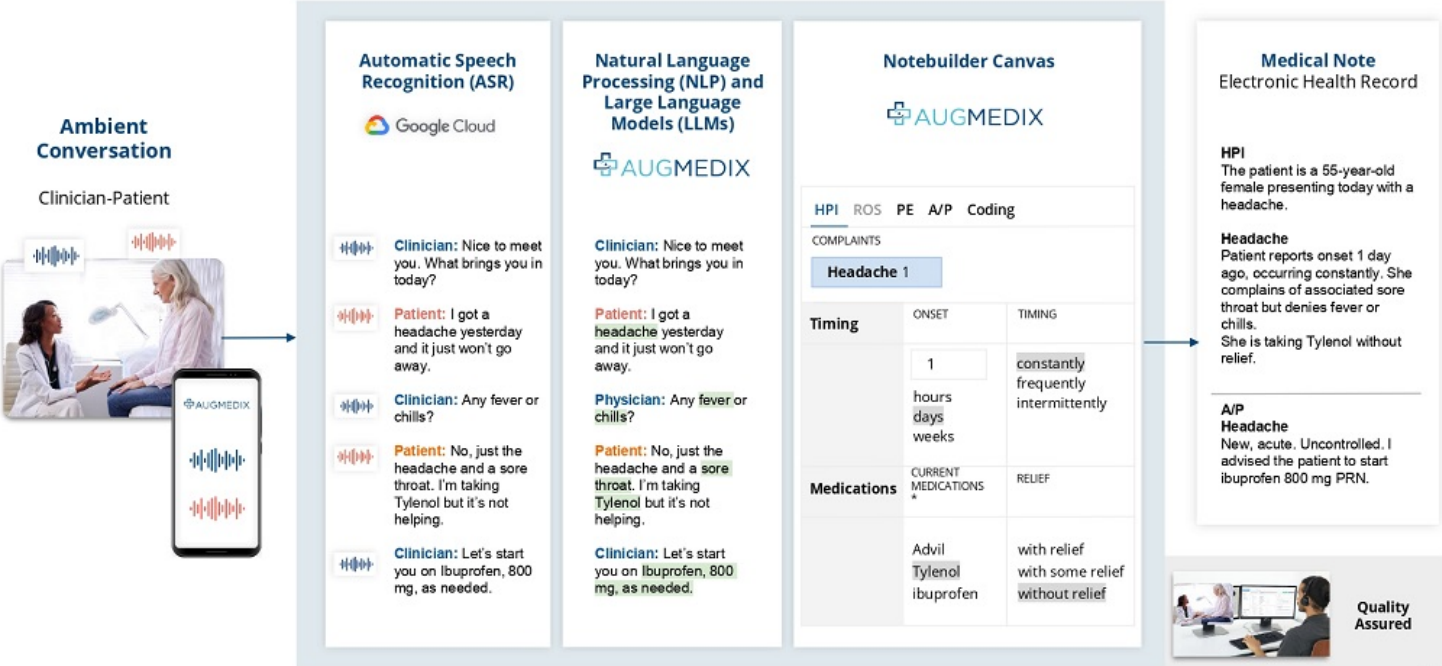 Ambient
Conversation
Clinician-Patient
AUGMEDIX
Automatic Speech
Recognition (ASR)
Google Cloud
Clinician: Nice to meet
you. What brings you in
today?
Patient: I got a
headache yesterday
and it just won't go
away.
Clinician: Any fever or
chills?
Patient: No, just the
headache and a sore
throat. I'm taking
Tylenol but it's not
helping.
Clinician: Let's start
you on Ibuprofen, 800
mg, as needed.
Natural Language
Processing (NLP) and
Large Language
Models (LLMs)
AUGMEDIX
Clinician: Nice to meet
you. What brings you in
today?
Patient: I got a
headache yesterday
and it just won't go
away.
Physician: Any fever or
chills?
Patient: No, just the
headache and a sore
throat. I'm taking
Tylenol but it's not
helping.
Clinician: Let's start
you on Ibuprofen, 800
mg, as needed.
Notebuilder Canvas
AUGMEDIX
HPI ROS PE A/P Coding
COMPLAINTS
Headache 1
Timing
ONSET
TIMING
1
hours
days
weeks
constantly
frequently
intermittently
Medications
CURRENT
MEDICATIONS
*
RELIEF
Advil
Tylenol
ibuprofen
with relief
with some relief
without relief
Medical Note
Electronic Health Record
HPI
The patient is a 55-year-old
female presenting today with a
headache.
Headache
Patient reports onset 1 day
ago, occurring constantly. She
complains of associated sore
throat but denies fever or
chills.
She is taking Tylenol without
relief.
A/P
Headache
New, acute. Uncontrolled. I
advised the patient to start
ibuprofen 800 mg PRN.
Quality
Assured